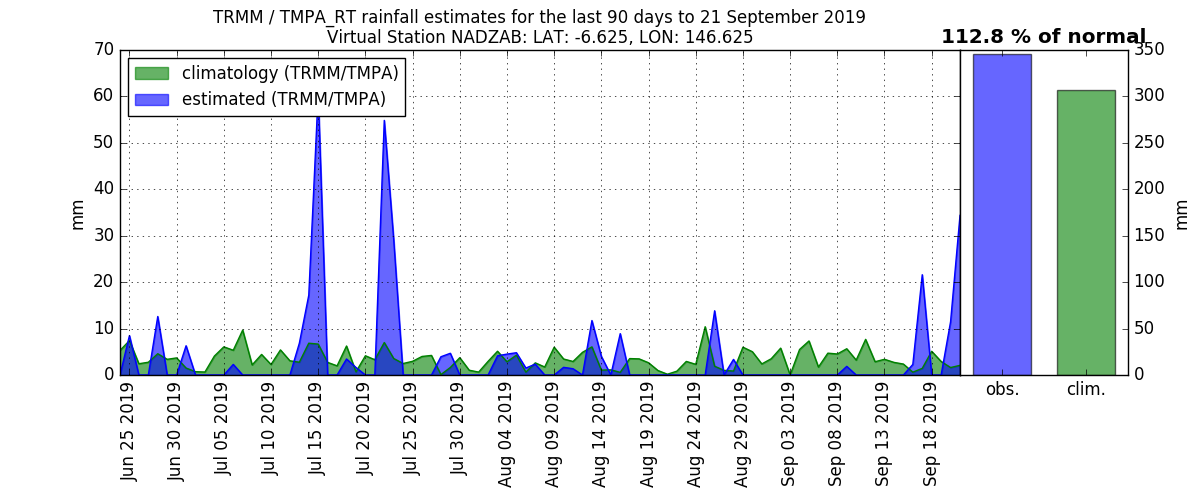 TRMM / TMPA_RT rainfall estimates for the last 90 days to 21 September 2019
Virtual Station NADZAB: LAT: -6.625, LON: 146.625
112.8 % of normal
climatology (TRMM/TMPA)
estimated (TRMM/TMPA)
70
60
50
40
30
20
10
0
mm
Jun 25 2019
Jun 30 2019
Jul 05 2019
Jul 10 2019
Jul 15 2019
Jul 20 2019
Jul 25 2019
Jul 30 2019
Aug 04 2019
Aug 09 2019
Aug 14 2019
Aug 19 2019
Aug 24 2019
Aug 29 2019
Sep 03 2019
Sep 08 2019
Sep 13 2019
Sep 18 2019
obs.
clim.
350
300
250
200
150
100
50
0
mm